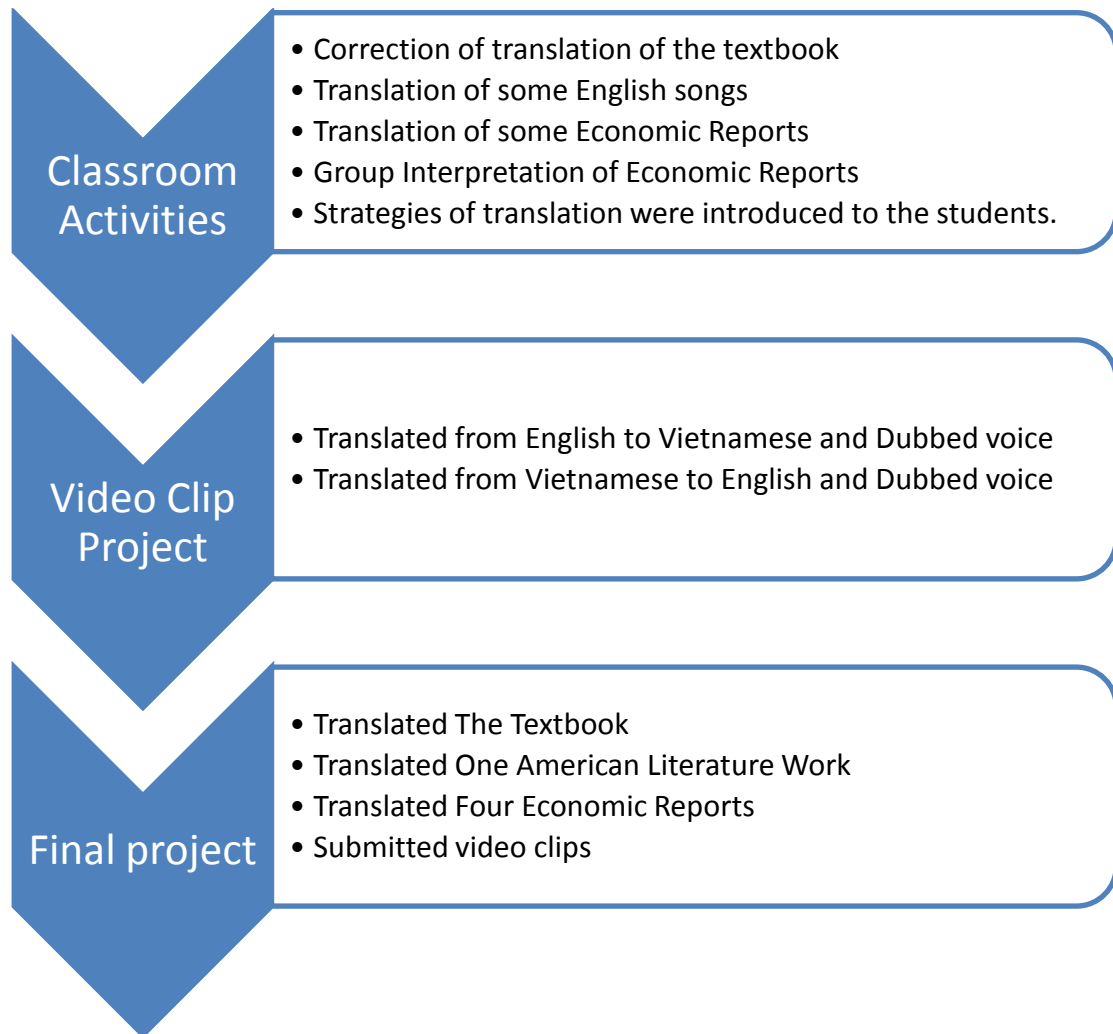 Classroom
Activities
• Correction of translation of the textbook
• Translation of some English songs
• Translation of some Economic Reports
• Group Interpretation of Economic Reports
• Strategies of translation were introduced to the students.
Video Clip
Project
• Translated from English to Vietnamese and Dubbed voice
• Translated from Vietnamese to English and Dubbed voice
Final project
• Translated The Textbook
• Translated One American Literature Work
• Translated Four Economic Reports
• Submitted video clips